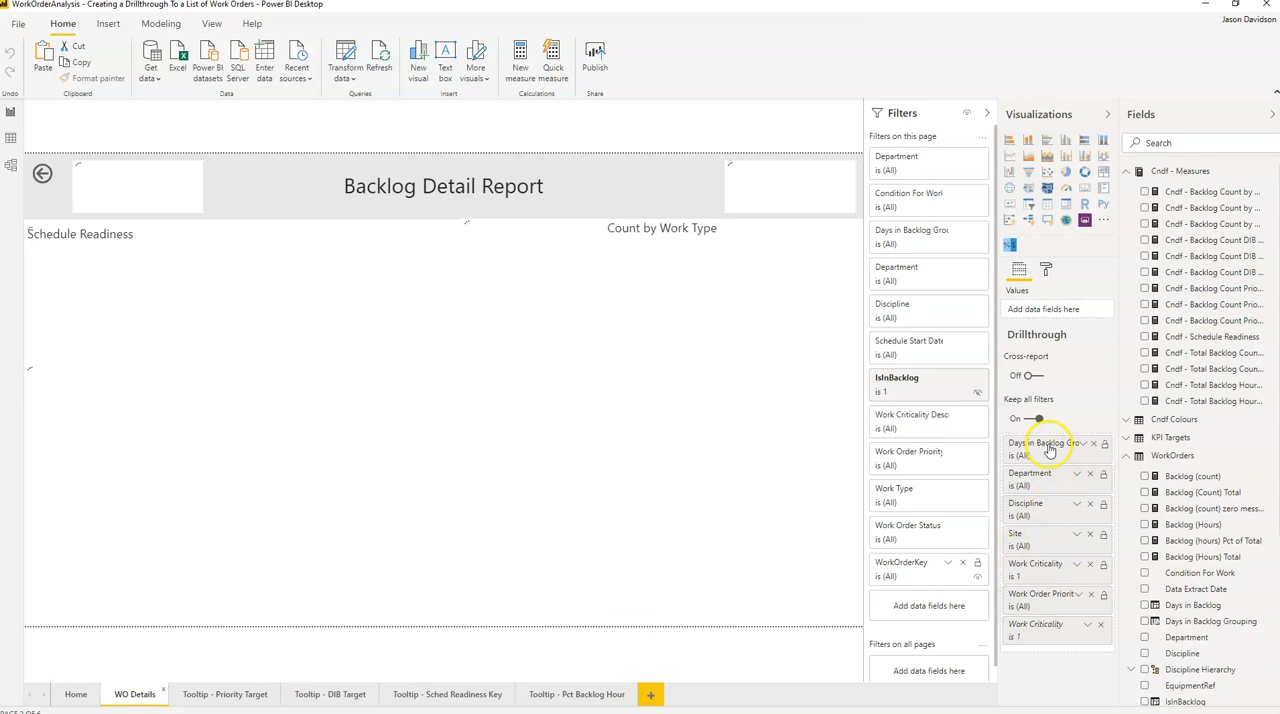 WorkOrderAnalysis - Creating a Drillthrough To a List of Work Orders - Power BI Desktop
Jason Davidson
File Home Insert Modeling View Help
Paste
Cut
Copy
Format painter
Clipboard
Get data
Excel
Power BI datasets
SQL Server
Enter data
Recent sources
Data
Transform data
Refresh
Queries
New visual
Text box
More visuals
Insert
New measure
Quick measure
Calculations
Publish
Share
Undo
Backlog Detail Report
Schedule Readiness
Count by Work Type
Filters
Filters on this page ...
Department
is (All)
Condition For Work
is (All)
Days in Backlog Grou
is (All)
Department
is (All)
Discipline
is (All)
Schedule Start Date
is (All)
IsInBacklog
is 1
Work Criticality Desc
is (All)
Work Order Priority
is (All)
Work Type
is (All)
Work Order Status
is (All)
WorkOrderKey
is (All)
Add data fields here
Filters on all pages ...
Add data fields here
Visualizations
Values
Add data fields here
Drillthrough
Cross-report
Off
Keep all filters
On
Days in Backlog Gro
is (All)
Department
is (All)
Discipline
is (All)
Site
is (All)
Work Criticality
is 1
Work Order Priorit
is (All)
Work Criticality
is 1
Fields
Search
Cndf - Measures
Cndf - Backlog Count by ...
Cndf - Backlog Count by ...
Cndf - Backlog Count by ...
Cndf - Backlog Count DIB ...
Cndf - Backlog Count DIB ...
Cndf - Backlog Count DIB ...
Cndf - Backlog Count Prio...
Cndf - Backlog Count Prio...
Cndf - Backlog Count Prio...
Cndf - Schedule Readiness
Cndf - Total Backlog Coun...
Cndf - Total Backlog Coun...
Cndf - Total Backlog Hour...
Cndf - Total Backlog Hour...
Cndf Colours
KPI Targets
WorkOrders
Backlog (count)
Backlog (Count) Total
Backlog (count) zero mess...
Backlog (Hours)
Backlog (hours) Pct of Total
Backlog (Hours) Total
Condition For Work
Data Extract Date
Days in Backlog
Days in Backlog Grouping
Department
Discipline
Discipline Hierarchy
EquipmentRef
IsInBacklog
Home WO Details x Tooltip - Priority Target Tooltip - DIB Target Tooltip - Sched Readiness Key Tooltip - Pct Backlog Hour +